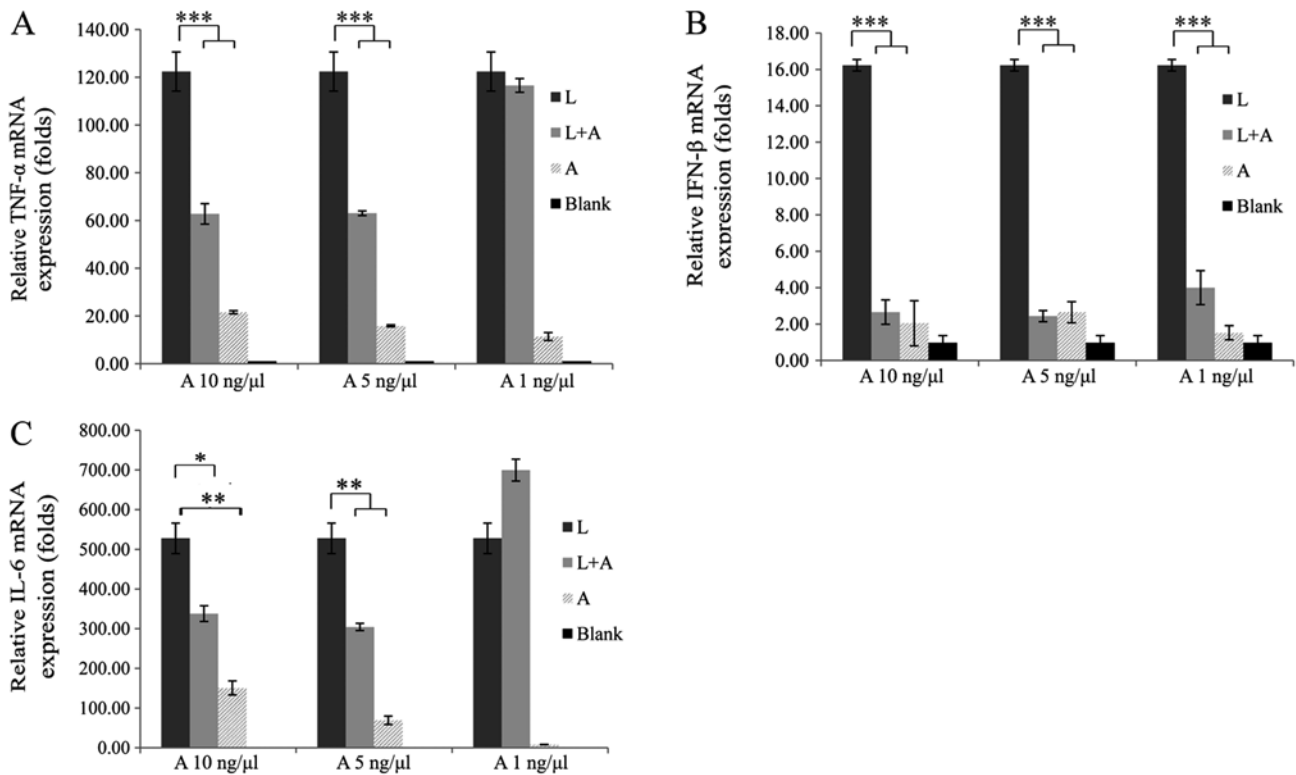 A
Relative TNF-α mRNA
expression (folds)
140.00
120.00
100.00
80.00
60.00
40.00
20.00
0.00
***
***
A 10 ng/μl
A 5 ng/μl
A 1 ng/μl
L
L+A
A
Blank
B
Relative IFN-β mRNA
expression (folds)
18.00
16.00
14.00
12.00
10.00
8.00
6.00
4.00
2.00
0.00
***
***
***
A 10 ng/μl
A 5 ng/μl
A 1 ng/μl
L
L+A
A
Blank
C
Relative IL-6 mRNA
expression (folds)
800.00
700.00
600.00
500.00
400.00
300.00
200.00
100.00
0.00
*
**
**
A 10 ng/μl
A 5 ng/μl
A 1 ng/μl
L
L+A
A
Blank